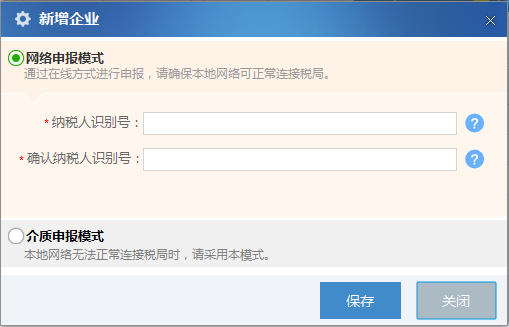 新增企业
网络申报模式
通过在线方式进行申报，请确保本地网络可正常连接税局。
*纳税人识别号：
?
*确认纳税人识别号：
?
介质申报模式
本地网络无法正常连接税局时，请采用本模式。
保存 关闭